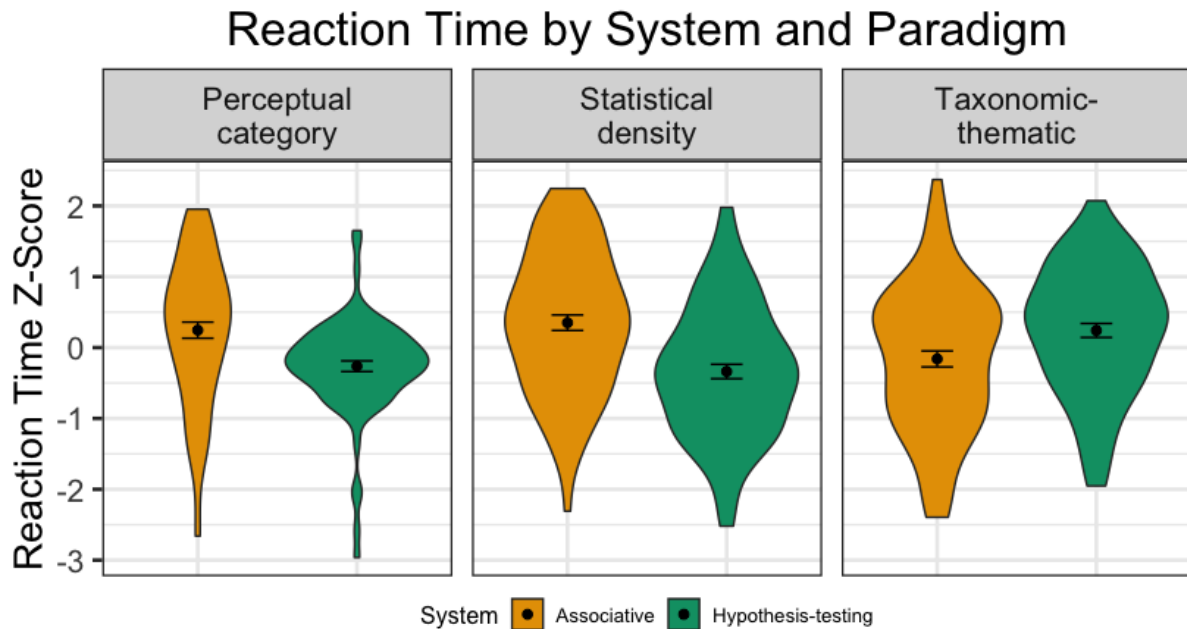 Reaction Time by System and Paradigm
Perceptual
category
Statistical
density
Taxonomic-
thematic
Reaction Time Z-Score
2
1
0
-1
-2
-3
System
Associative
Hypothesis-testing